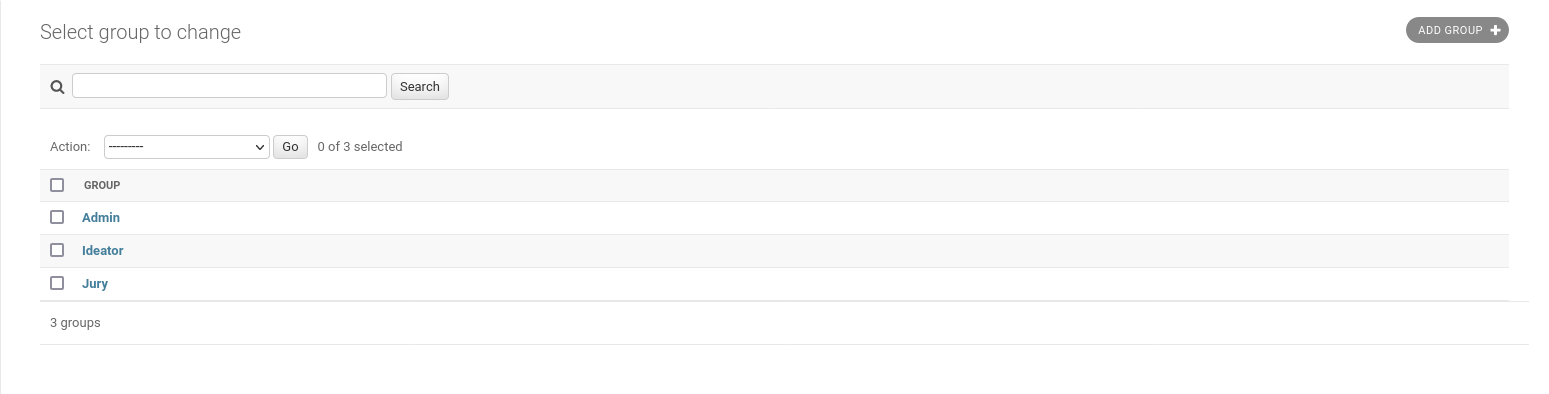 Select group to change
ADD GROUP
Search
Action: --------- Go 0 of 3 selected
GROUP
Admin
Ideator
Jury
3 groups